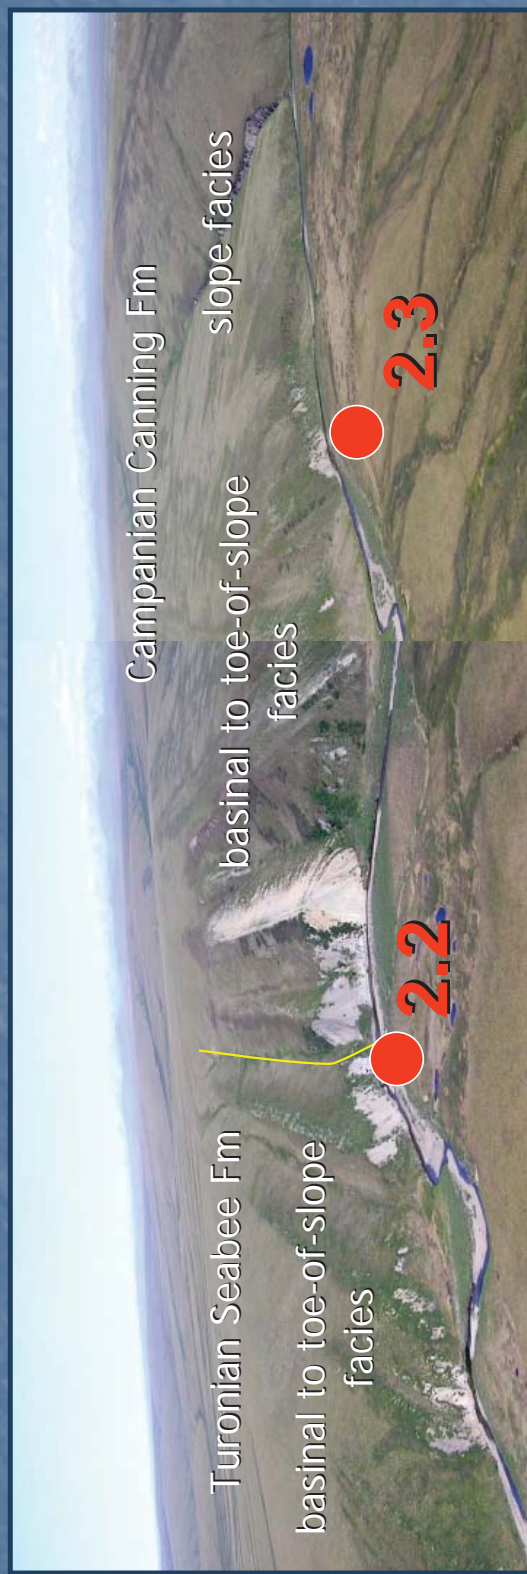 Turonian Seabee Fm
basinal to toe-of-slope
facies
2.2
Campanian Canning Fm
basinal to toe-of-slope
facies
slope facies
2.3